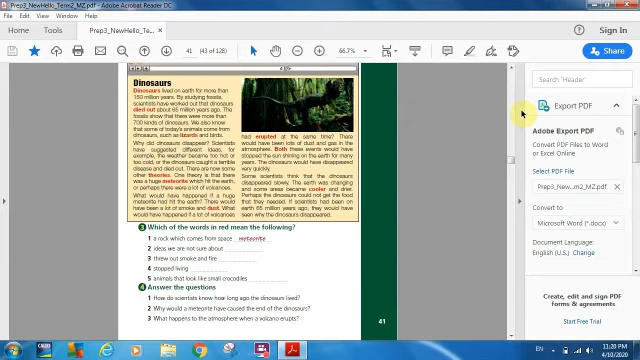 Prep3_NewHello_Term2_MZ.pdf - Adobe Acrobat Reader DC
File Edit View Window Help
Home Tools Prep3_NewHello_Term2_MZ.p... × Sign In
41 (43 of 128) 66.7% Share
Dinosaurs
Dinosaurs lived on earth for more than
150 million years. By studying fossils,
scientists have worked out that dinosaurs
died out about 65 million years ago. The
fossils show that there were more than
700 kinds of dinosaurs. We also know
that some of today's animals come from
dinosaurs, such as lizards and birds.
Why did dinosaurs disappear? Scientists
have suggested different ideas, for
example, the weather became too hot or
too cold, or the dinosaurs caught a terrible
disease and died out. There are now some
other theories. One theory is that there
was a huge meteorite which hit the earth,
or perhaps there were a lot of volcanoes.
What would have happened if a huge
meteorite had hit the earth? There would
have been a lot of smoke and dust. What
would have happened if a lot of volcanoes
had erupted at the same time? There
would have been lots of dust and gas in the
atmosphere. Both these events would have
stopped the sun shining on the earth for many
years. The dinosaurs would have disappeared
very quickly.
Some scientists think that the dinosaurs
disappeared slowly. The earth was changing
and some areas became cooler and drier.
Perhaps the dinosaurs could not get the food
that they needed. If scientists had been on
earth 65 million years ago, they would have
seen why the dinosaurs disappeared.
3 Which of the words in red mean the following?
1 a rock which comes from space meteorite
2 ideas we are not sure about
3 threw out smoke and fire
4 stopped living
5 animals that look like small crocodiles
4 Answer the questions
1 How do scientists know how long ago the dinosaurs lived?
2 Why would a meteorite have caused the end of the dinosaurs?
3 What happens to the atmosphere when a volcano erupts?
41
Search 'Header'
Export PDF
Adobe Export PDF
Convert PDF Files to Word
or Excel Online
Select PDF File
Prep3_New...m2_MZ.pdf ×
Convert to
Microsoft Word (*.docx)
Document Language:
English (U.S.) Change
Create, edit and sign PDF
forms & agreements
Start Free Trial
EN
11:20 PM
4/10/2020